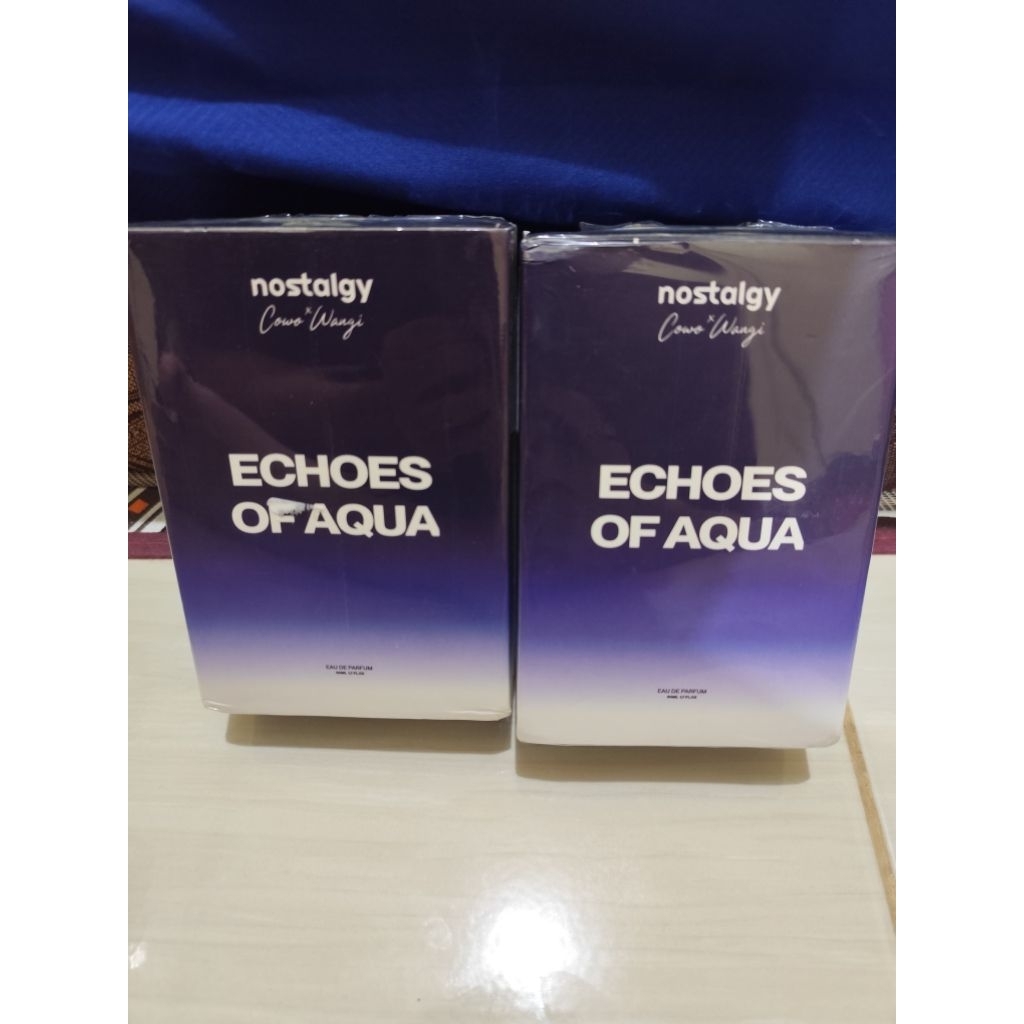 nostalgy
x
Cowo Wangi
ECHOES
OF AQUA
EAU DE PARFUM
nostalgy
x
Cowo Wangi
ECHOES
OF AQUA
EAU DE PARFUM